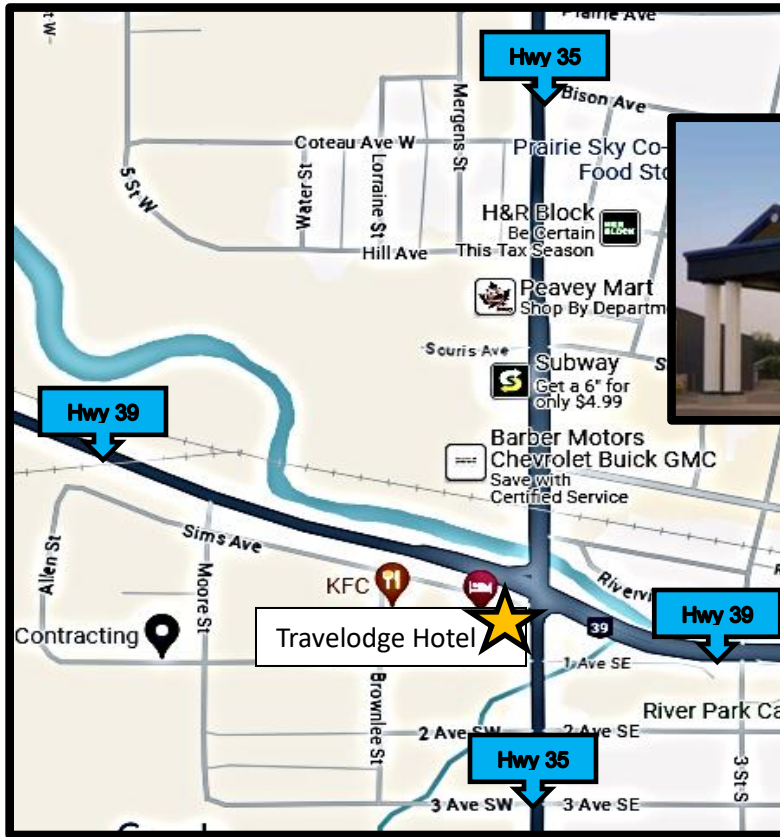 Prairie Ave
Hwy 35
Bison Ave
Mergens St
Coteau Ave W
Prairie Sky Co-
Food Sto
Lorraine St
Water St
5 St W
H&R Block
Be Certain
This Tax Season
H&R
BLOCK
Hill Ave
Peavey Mart
Shop By Departm
Souris Ave
S
Subway
Get a 6" for
only $4.99
Hwy 39
Barber Motors
Chevrolet Buick GMC
Save with
Certified Service
Sims Ave
Allen St
Moore St
KFC
Rivervi
Hwy 39
39
Contracting
Travelodge Hotel
1 Ave SE
Brownlee St
River Park Ca
2 Ave SW
2 Ave SE
Hwy 35
3 St S
3 Ave SW
3 Ave SE